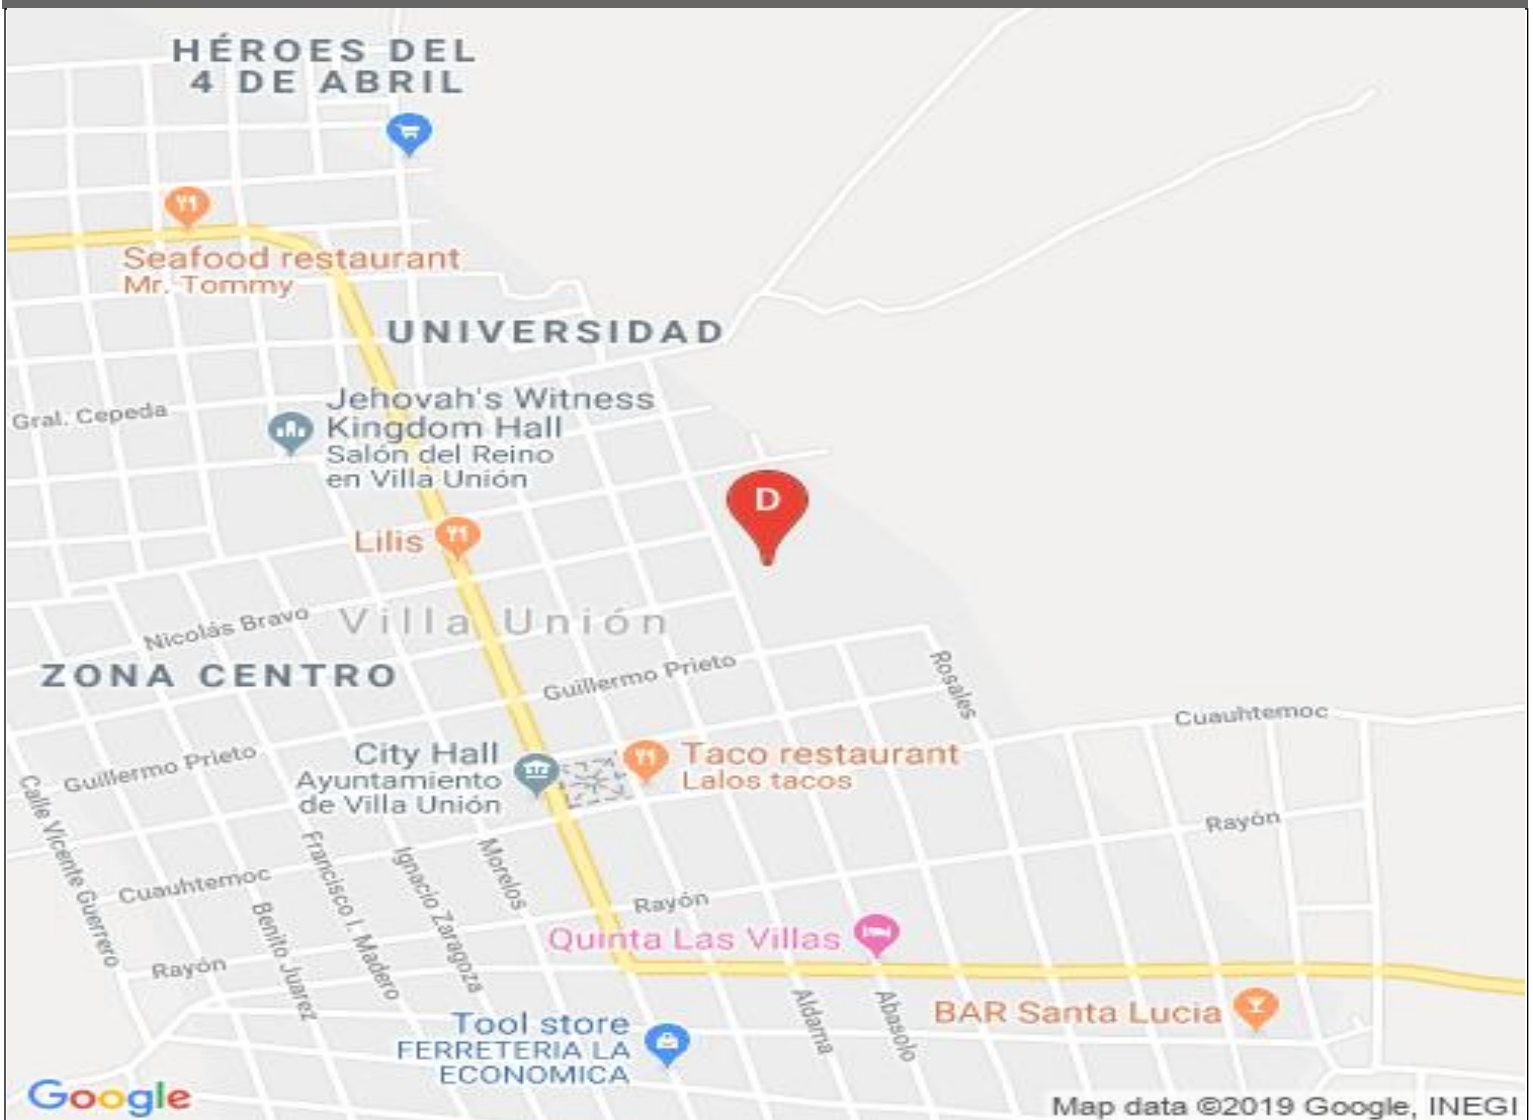 HÉROES DEL
4 DE ABRIL
Seafood restaurant
Mr. Tommy
UNIVERSIDAD
Jehovah's Witness
Kingdom Hall
Salón del Reino
en Villa Unión
Gral. Cepeda
D
Lilis
Villa Unión
Nicolás Bravo
ZONA CENTRO
Guillermo Prieto
Rosales
Cuauhtemoc
City Hall
Ayuntamiento
de Villa Unión
Taco restaurant
Lalos tacos
Guillermo Prieto
Calle Vicente Guerrero
Rayón
Francisco I. Madero
Ignacio Zaragoza
Morelos
Cuauhtemoc
Benito Juarez
Rayón
Quinta Las Villas
Rayón
Aldama
Abasolo
BAR Santa Lucia
Tool store
FERRETERIA LA
ECONOMICA
Google
Map data ©2019 Google, INEGI